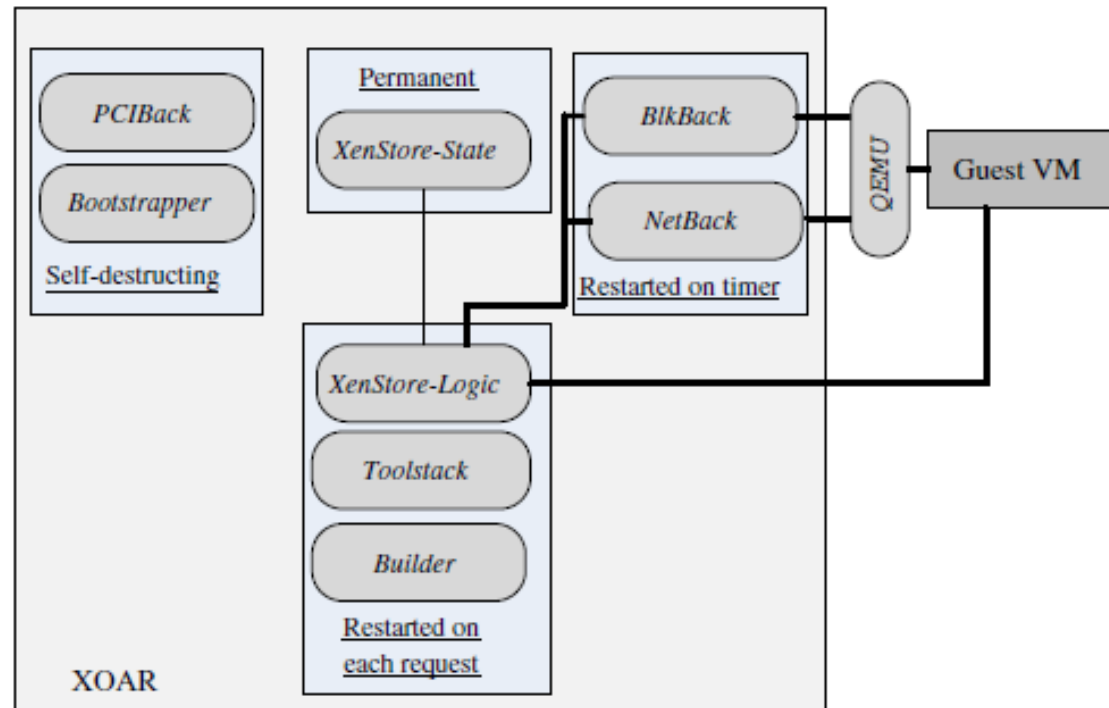 PCIBack
Bootstrapper
Self-destructing
Permanent
XenStore-State
BlkBack
NetBack
Restarted on timer
QEMU
Guest VM
XenStore-Logic
Toolstack
Builder
Restarted on
each request
XOAR